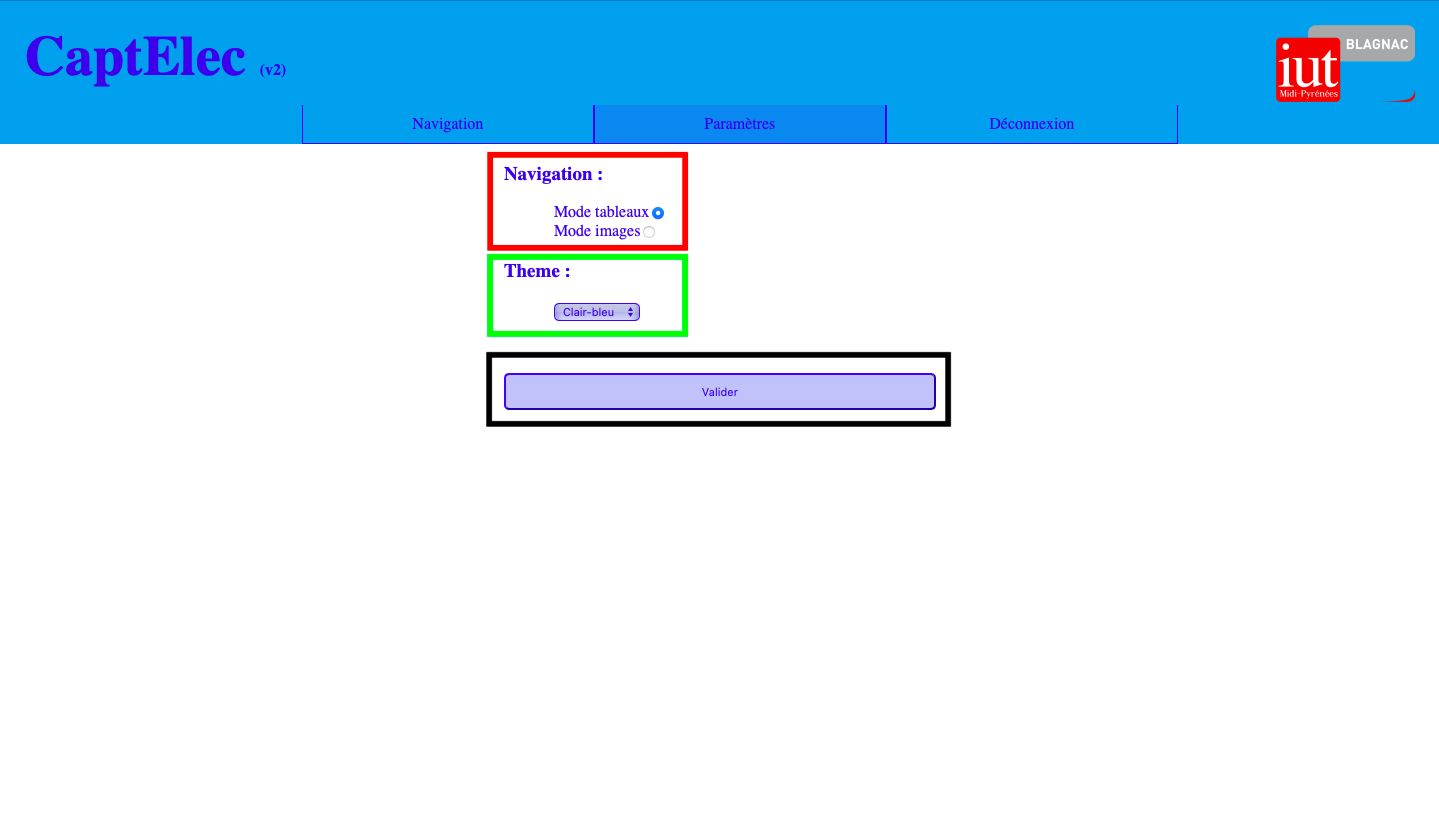 CaptElec (v2)
BLAGNAC
iut
Midi-Pyrénées
Navigation
Paramètres
Déconnexion
Navigation :
Mode tableaux
Mode images
Theme :
Clair-bleu
Valider